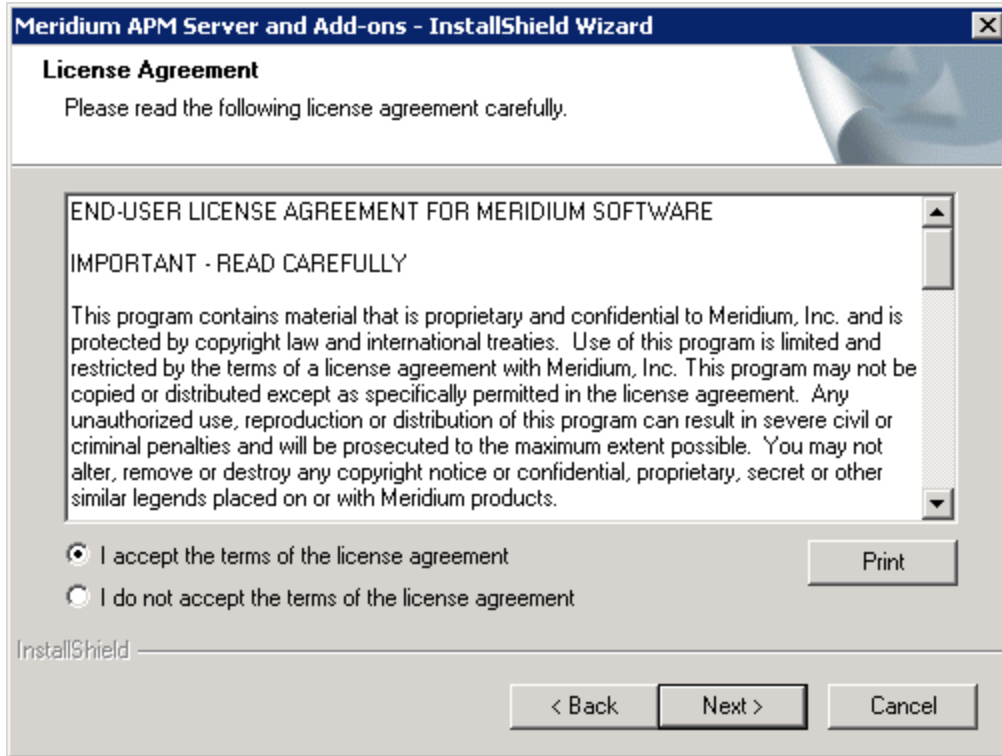 Meridium APM Server and Add-ons - InstallShield Wizard
License Agreement
Please read the following license agreement carefully.
END-USER LICENSE AGREEMENT FOR MERIDIUM SOFTWARE
IMPORTANT - READ CAREFULLY
This program contains material that is proprietary and confidential to Meridium, Inc. and is
protected by copyright law and international treaties.  Use of this program is limited and
restricted by the terms of a license agreement with Meridium, Inc. This program may not be
copied or distributed except as specifically permitted in the license agreement.  Any
unauthorized use, reproduction or distribution of this program can result in severe civil or
criminal penalties and will be prosecuted to the maximum extent possible.  You may not
alter, remove or destroy any copyright notice or confidential, proprietary, secret or other
similar legends placed on or with Meridium products.
I accept the terms of the license agreement
Print
I do not accept the terms of the license agreement
InstallShield
< Back
Next >
Cancel